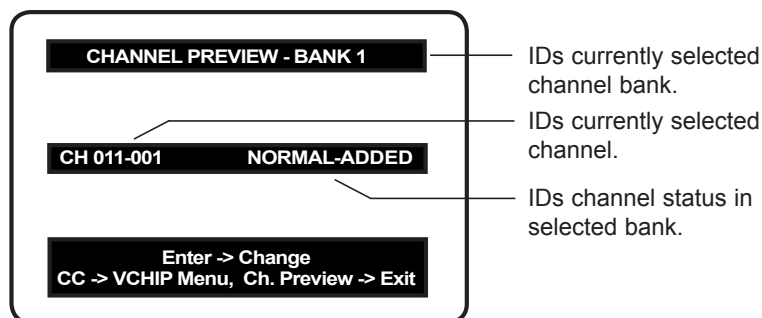 CHANNEL PREVIEW - BANK 1
IDs currently selected
channel bank.
IDs currently selected
channel.
CH 011-001 NORMAL-ADDED
IDs channel status in
selected bank.
Enter -> Change
CC -> VCHIP Menu, Ch. Preview -> Exit